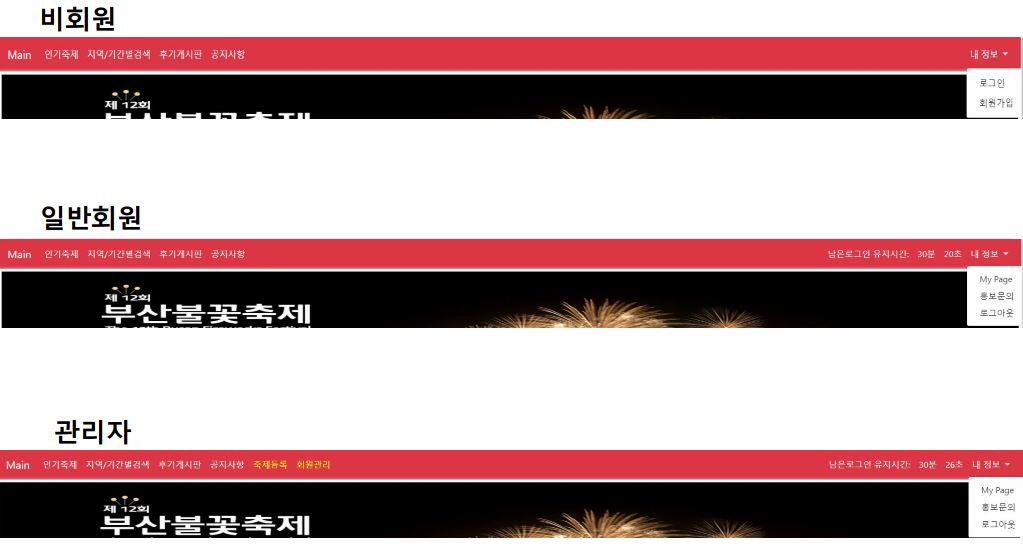 비회원
Main 인기축제 지역/기간별검색 후기게시판 공지사항 내 정보
로그인
회원가입
제 12회
부산불꽃축제
일반회원
Main 인기축제 지역/기간별검색 후기게시판 공지사항 남은로그인 유지시간: 30분 20초 내 정보
My Page
홍보문의
로그아웃
제 12회
부산불꽃축제
관리자
Main 인기축제 지역/기간별검색 후기게시판 공지사항 축제등록 회원관리 남은로그인 유지시간: 30분 26초 내 정보
My Page
홍보문의
로그아웃
제 12회
부산불꽃축제